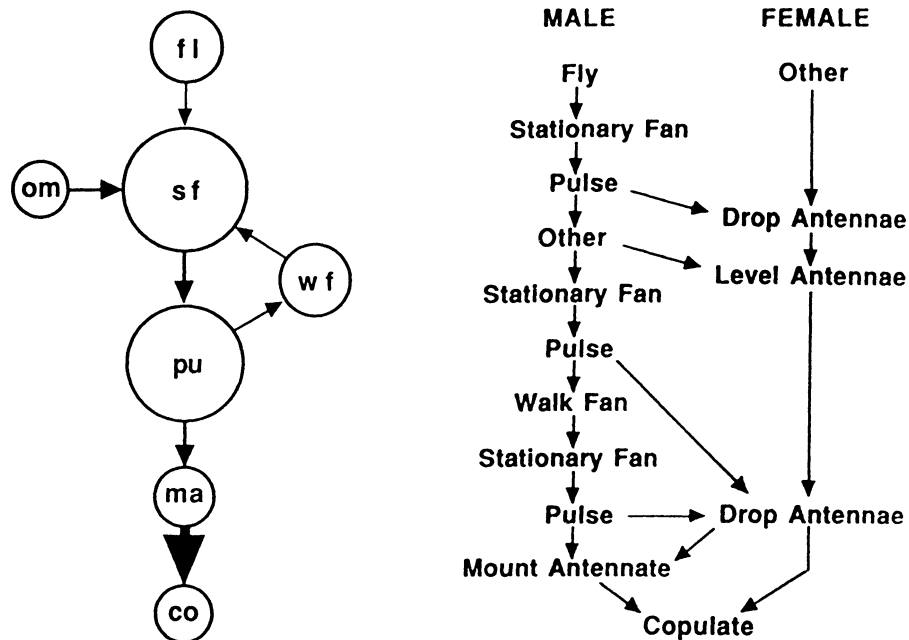 fl
om
sf
wf
pu
ma
co
MALE FEMALE
Fly Other
Stationary Fan
Pulse
Drop Antennae
Other
Level Antennae
Stationary Fan
Pulse
Walk Fan
Stationary Fan
Pulse Drop Antennae
Mount Antennate
Copulate